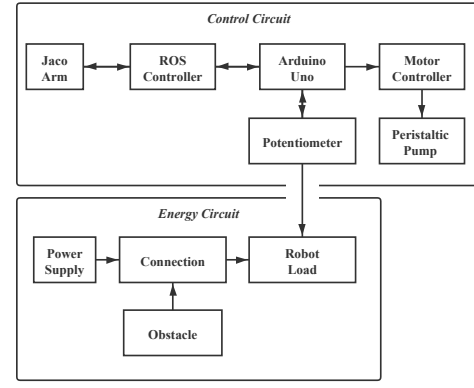 Control Circuit
Jaco
Arm
ROS
Controller
Arduino
Uno
Motor
Controller
Potentiometer
Peristaltic
Pump
Energy Circuit
Power
Supply
Connection
Robot
Load
Obstacle